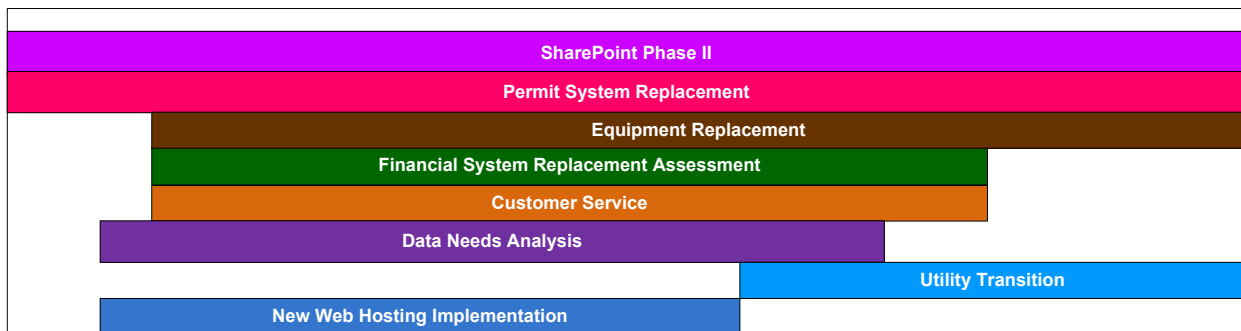 SharePoint Phase II
Permit System Replacement
Equipment Replacement
Financial System Replacement Assessment
Customer Service
Data Needs Analysis
Utility Transition
New Web Hosting Implementation